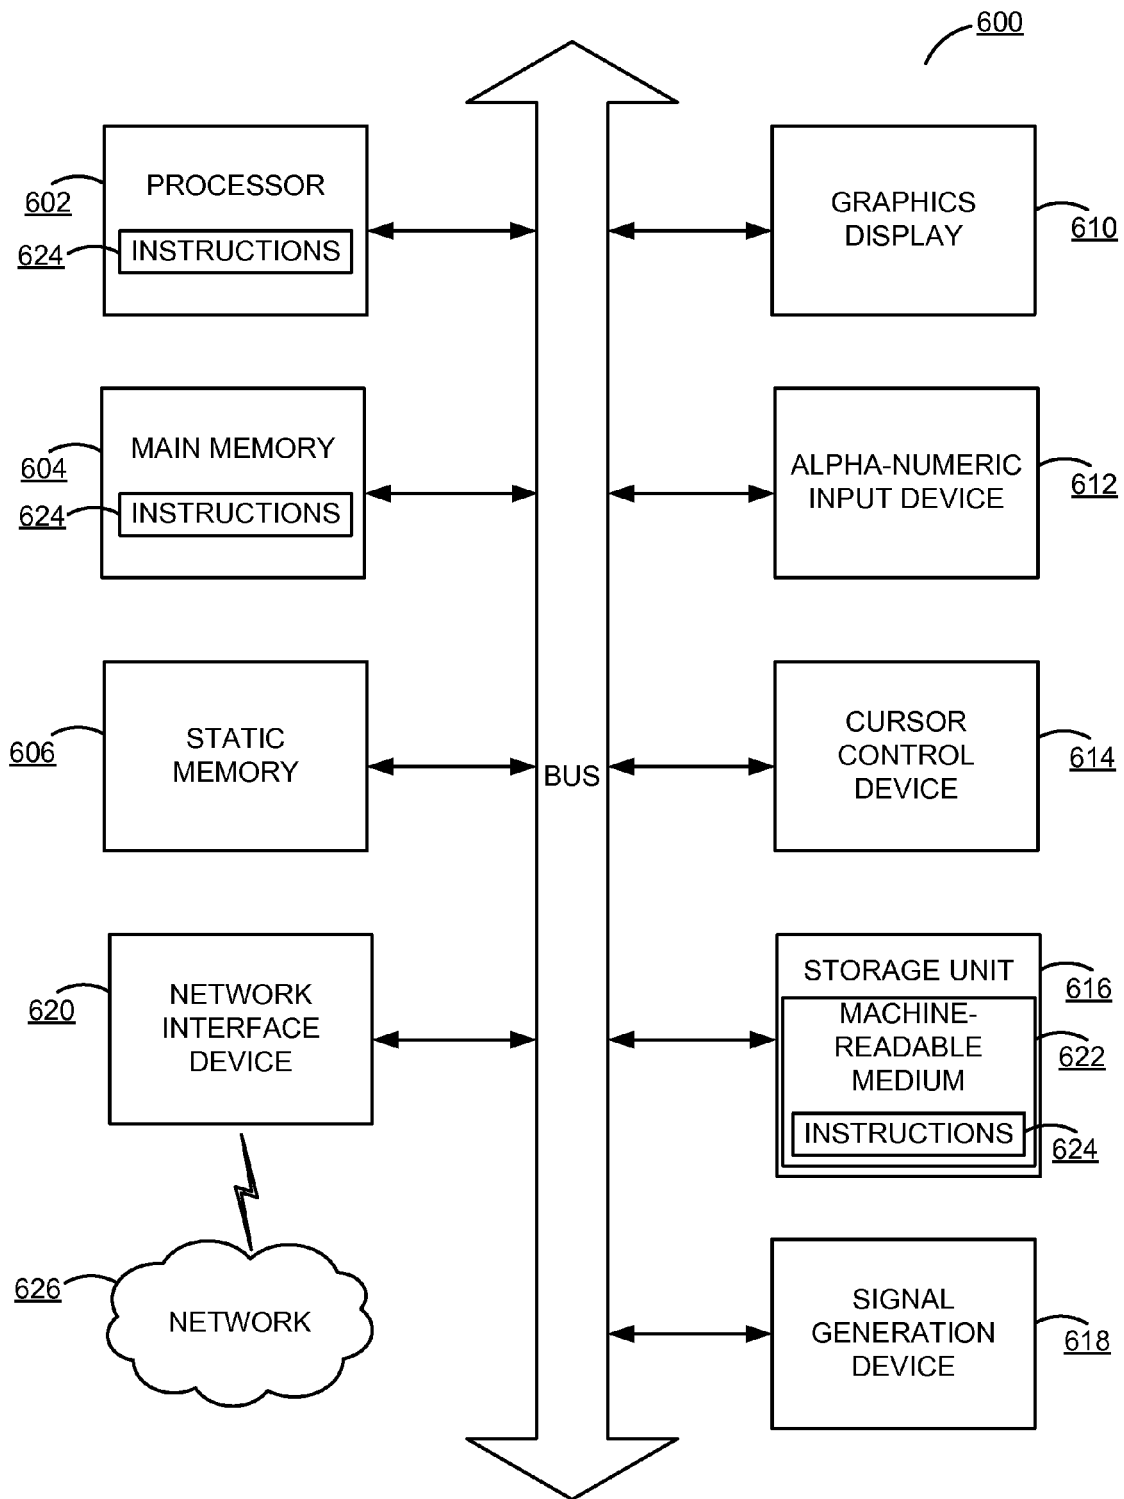 600
PROCESSOR
602
624
INSTRUCTIONS
GRAPHICS
DISPLAY
610
MAIN MEMORY
604
624
INSTRUCTIONS
ALPHA-NUMERIC
INPUT DEVICE
612
STATIC
MEMORY
606
BUS
CURSOR
CONTROL
DEVICE
614
NETWORK
INTERFACE
DEVICE
620
STORAGE UNIT
616
MACHINE-
READABLE
MEDIUM
622
INSTRUCTIONS
624
626
NETWORK
SIGNAL
GENERATION
DEVICE
618